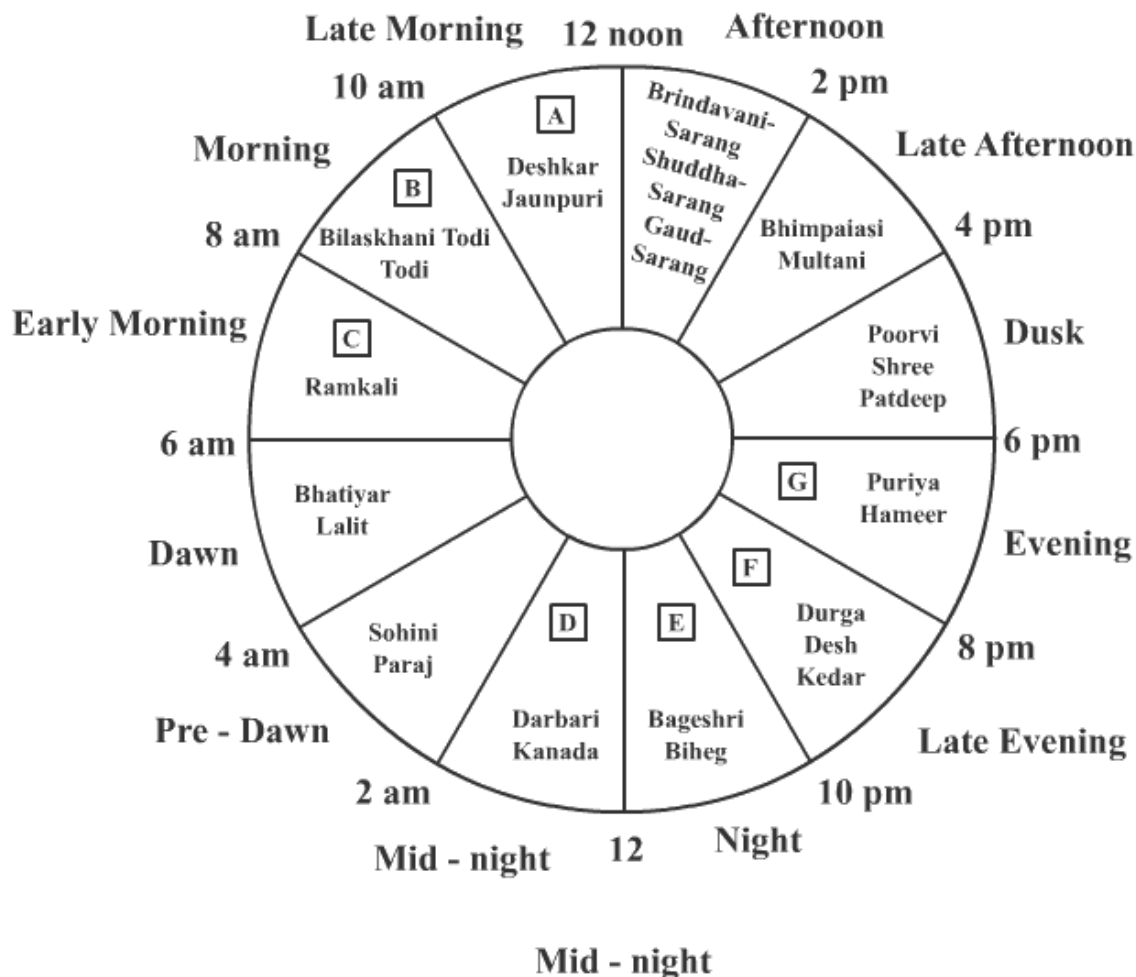 Late Morning
12 noon
Afternoon
10 am
2 pm
A
Deshkar
Jaunpuri
Brindavani-
Sarang
Shuddha-
Sarang
Gaud-
Sarang
Morning
Late Afternoon
B
Bilaskhani Todi
Todi
Bhimpaiasi
Multani
8 am
4 pm
Early Morning
C
Ramkali
Poorvi
Shree
Patdeep
Dusk
6 am
6 pm
Bhatiyar
Lalit
G
Puriya
Hameer
Dawn
Evening
F
Durga
Desh
Kedar
4 am
8 pm
Sohini
Paraj
D
Darbari
Kanada
E
Bageshri
Biheg
Pre - Dawn
Late Evening
2 am
10 pm
Mid - night
12
Night
Mid - night